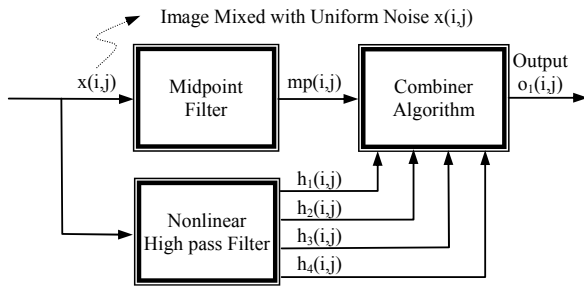 Image Mixed with Uniform Noise x(i,j)
x(i,j)
Midpoint
Filter
mp(i,j)
Combiner
Algorithm
Output
o₁(i,j)
Nonlinear
High pass Filter
h₁(i,j)
h₂(i,j)
h₃(i,j)
h₄(i,j)